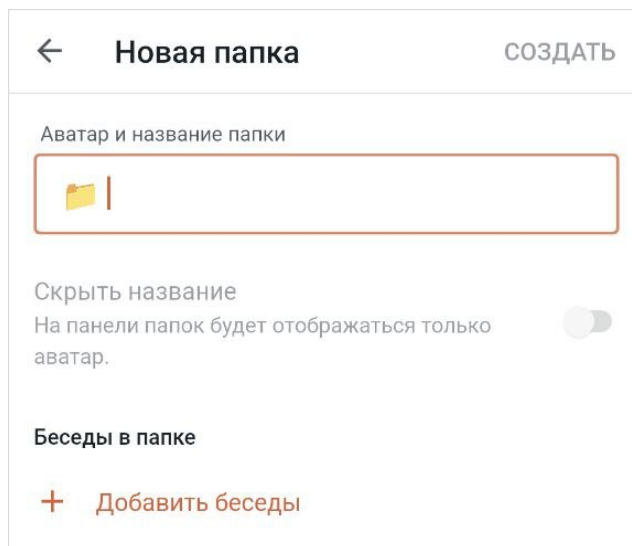 Новая папка
СОЗДАТЬ
Аватар и название папки
Скрыть название
На панели папок будет отображаться только
аватар.
Беседы в папке
Добавить беседы